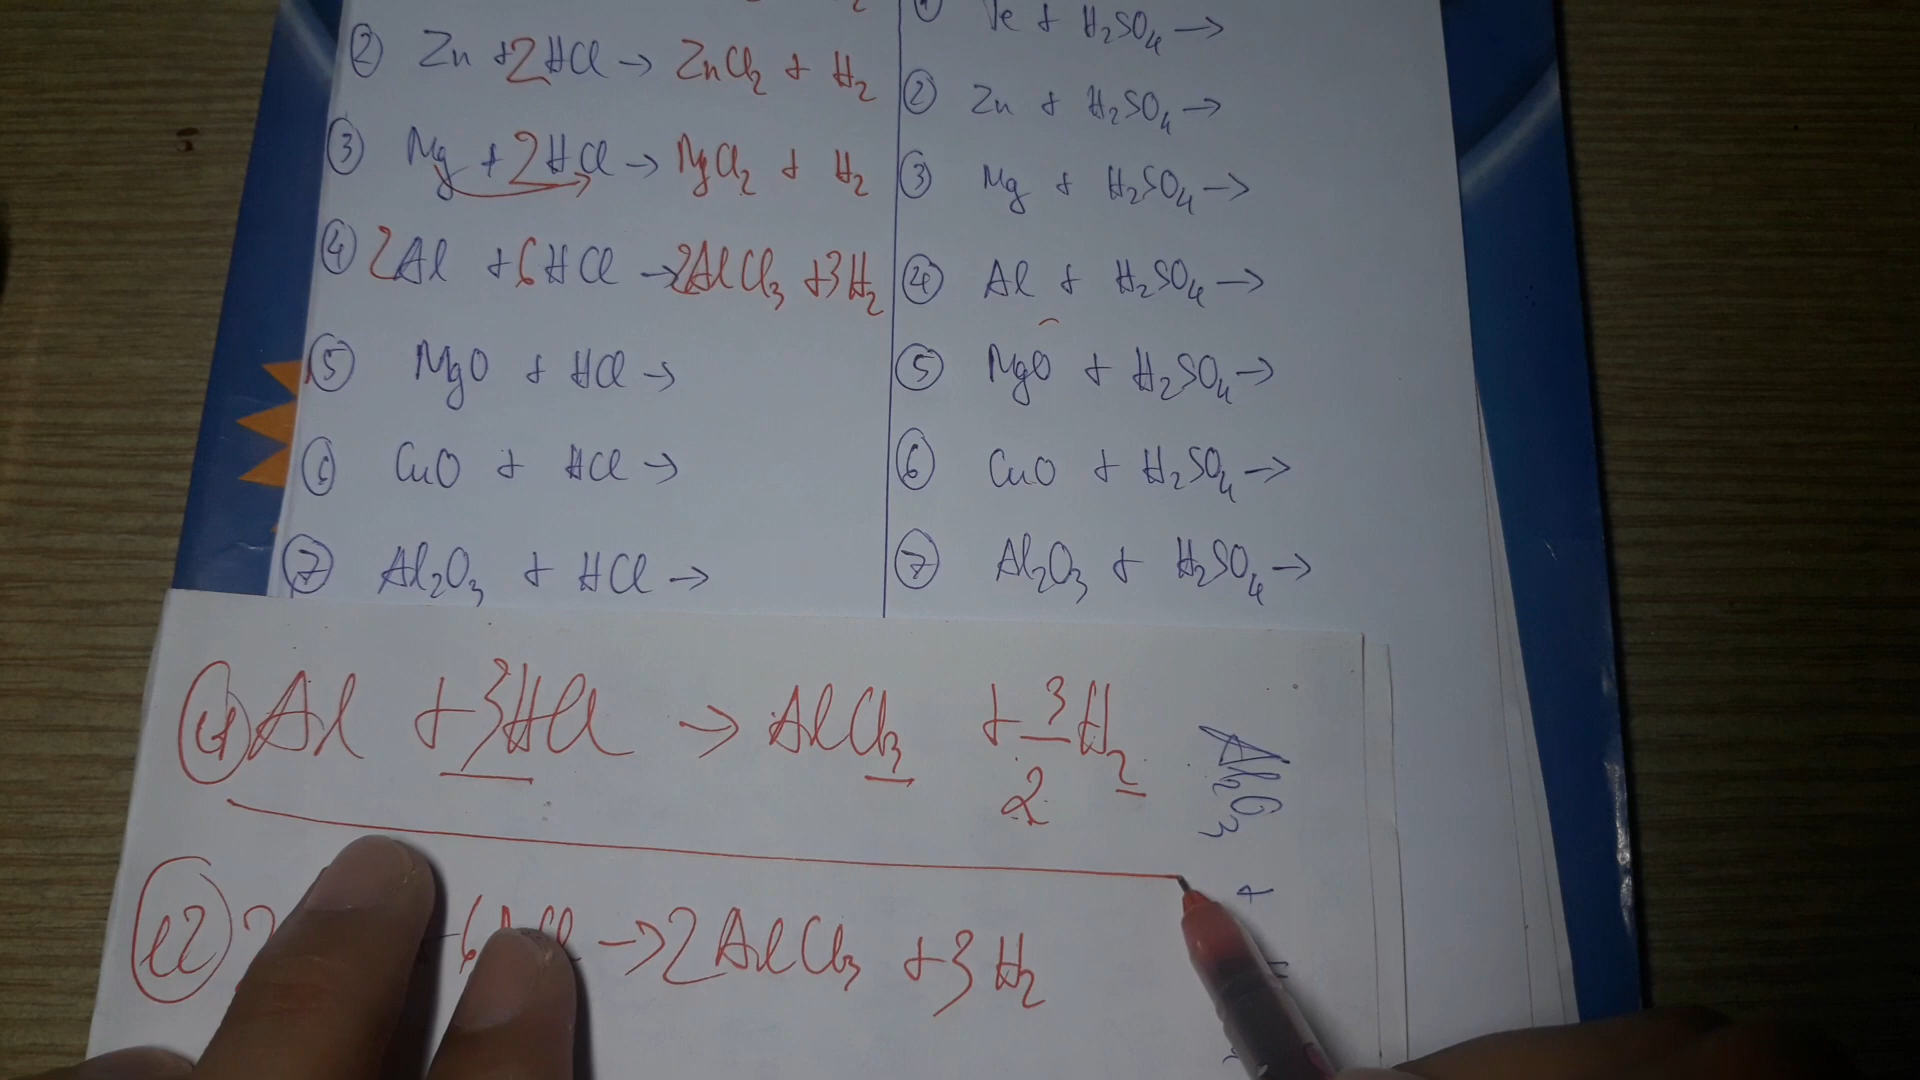 ② Zn + 2HCl → ZnCl₂ + H₂
③ Mg + 2HCl → MgCl₂ + H₂
④ 2Al + 6HCl → 2AlCl₃ + 3H₂
⑤ MgO + HCl →
⑥ CuO + HCl →
⑦ Al₂O₃ + HCl →
Fe + H₂SO₄ →
② Zn + H₂SO₄ →
③ Mg + H₂SO₄ →
④ Al + H₂SO₄ →
⑤ MgO + H₂SO₄ →
⑥ CuO + H₂SO₄ →
⑦ Al₂O₃ + H₂SO₄ →
Al + 3HCl → AlCl₃ + 3/2 H₂
6HCl → 2AlCl₃ + 3H₂
Al₂O₃ +